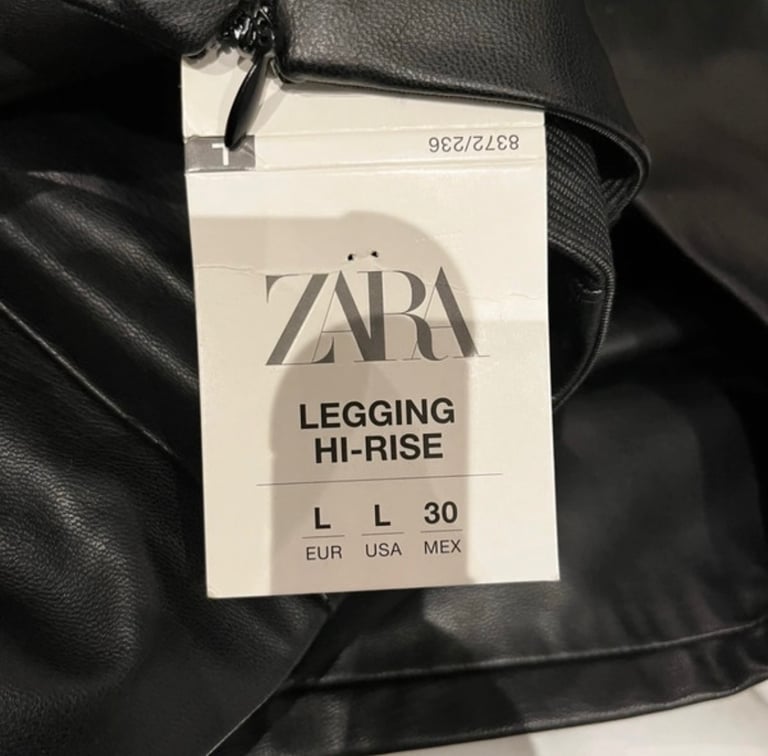 L
8372/236
ZARA
LEGGING
HI-RISE
L L 30
EUR USA MEX